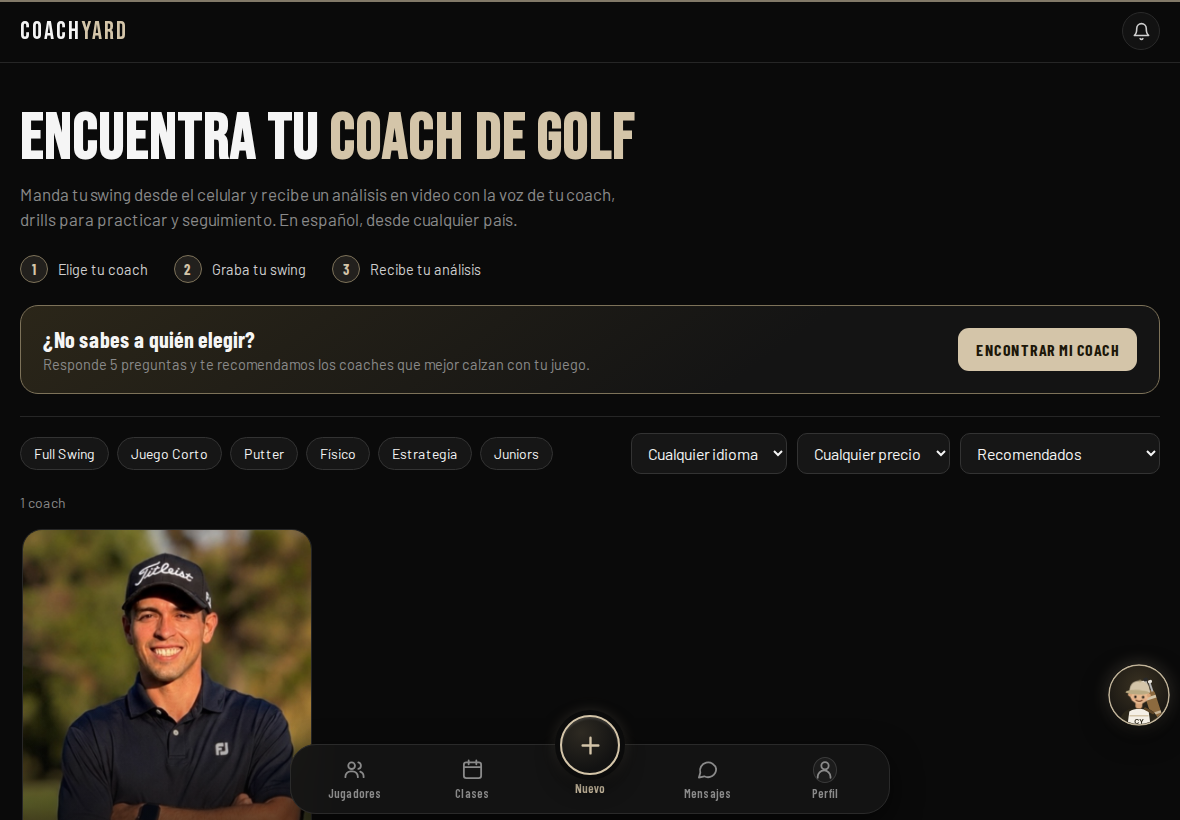 COACHYARD
ENCUENTRA TU COACH DE GOLF
Manda tu swing desde el celular y recibe un análisis en video con la voz de tu coach,
drills para practicar y seguimiento. En español, desde cualquier país.
1 Elige tu coach 2 Graba tu swing 3 Recibe tu análisis
¿No sabes a quién elegir?
Responde 5 preguntas y te recomendamos los coaches que mejor calzan con tu juego.
ENCONTRAR MI COACH
Full Swing Juego Corto Putter Físico Estrategia Juniors Cualquier idioma Cualquier precio Recomendados
1 coach
Titleist
FJ
CY
Jugadores Clases Nuevo Mensajes Perfil